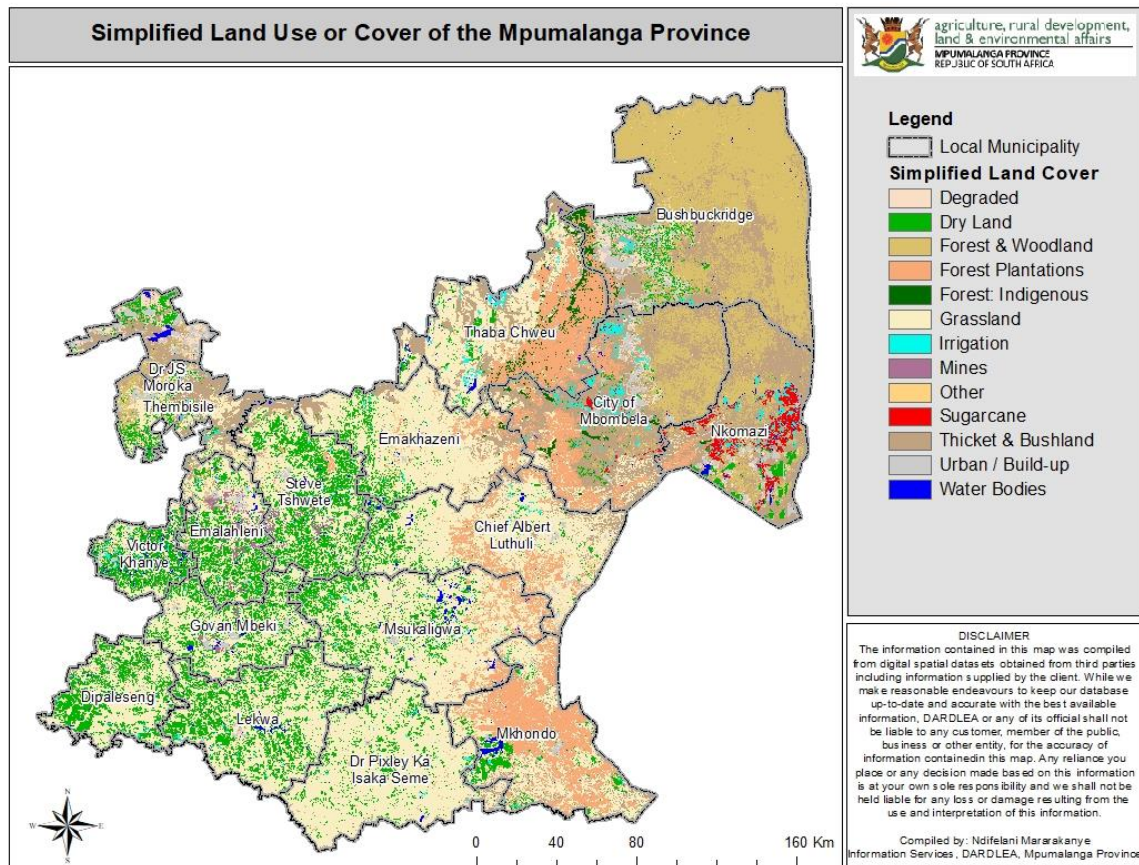 Simplified Land Use or Cover of the Mpumalanga Province
agriculture, rural development,
land & environmental affairs
MPUMALANGA PROVINCE
REPUBLIC OF SOUTH AFRICA
Legend
Local Municipality
Simplified Land Cover
Degraded
Dry Land
Forest & Woodland
Forest Plantations
Forest: Indigenous
Grassland
Irrigation
Mines
Other
Sugarcane
Thicket & Bushland
Urban / Build-up
Water Bodies
Bushbuckridge
Thaba Chweu
Dr JS
Moroka
Thembisile
City of
Mbombela
Nkomazi
Emakhazeni
Steve
Tshwete
Emalahleni
Victor
Khanye
Chief Albert
Luthuli
Govan Mbeki
Msukaligwa
Dipaleseng
Lekwa
Mkhondo
Dr Pixley Ka
Isaka Seme
N
W
E
S
0 40 80 160 Km
DISCLAIMER
The information contained in this map was compiled
from digital spatial datasets obtained from third parties
including information supplied by the client. While we
make reasonable endeavours to keep our database
up-to-date and accurate with the best available
information, DARDLEA or any of its official shall not
be liable to any customer, member of the public,
business or other entity, for the accuracy of
information containedin this map. Any reliance you
place or any decision made based on this information
is at your own sole responsibility and we shall not be
held liable for any loss or damage resulting from the
use and interpretation of this information.
Compiled by: Ndifelani Mararakanye
Information Services, DARDLEA, Mpumalanga Province